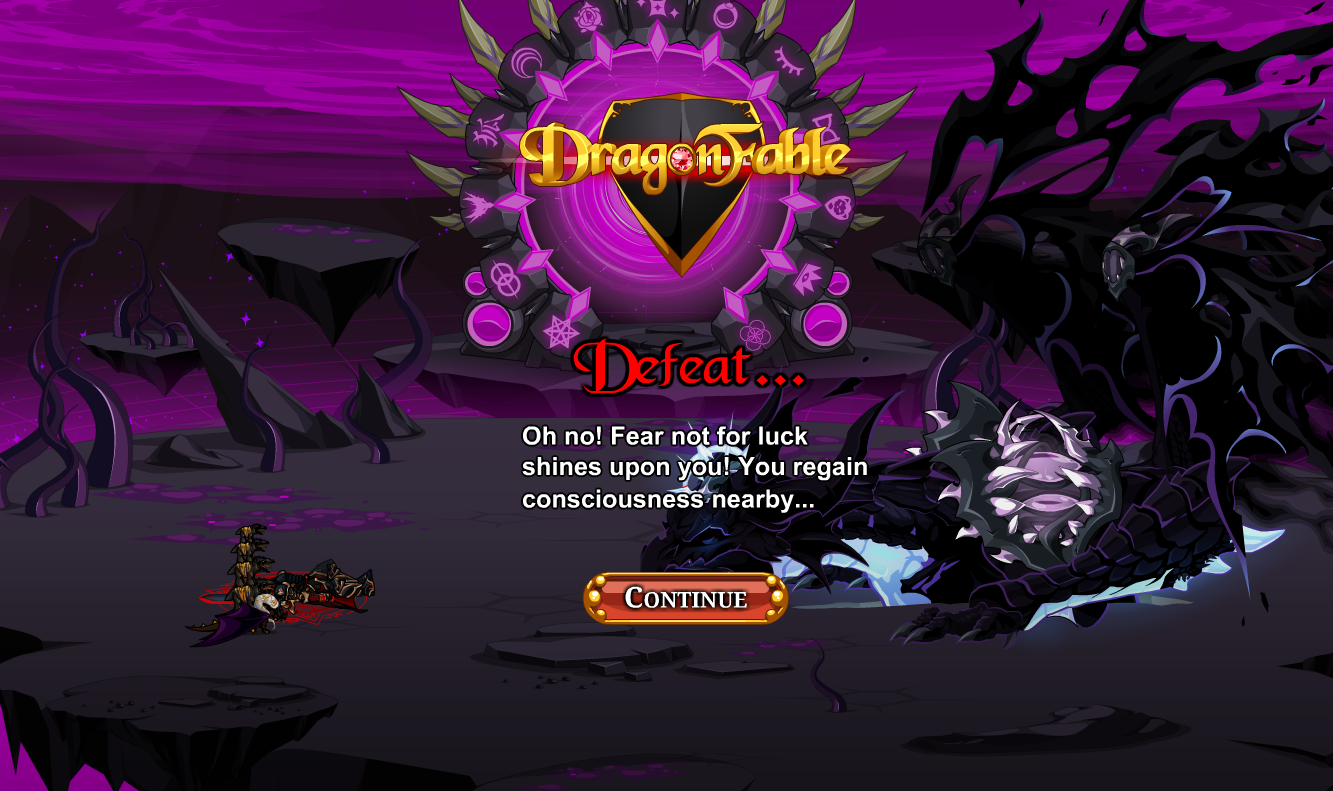 DragonFable
Defeat...
Oh no! Fear not for luck
shines upon you! You regain
consciousness nearby...
Continue